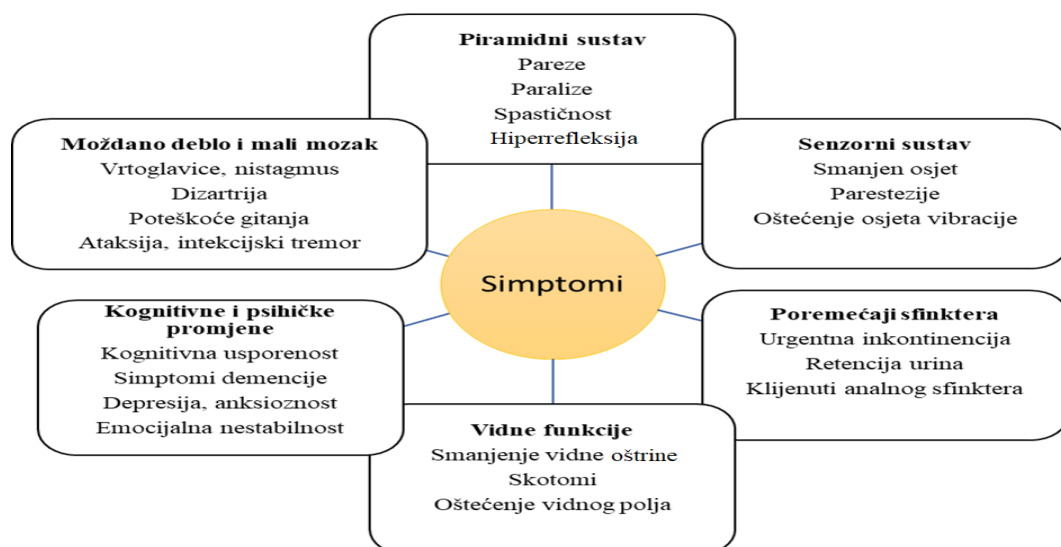 Piramidni sustav
Pareze
Paralize
Spastičnost
Hiperrefleksija
Moždano deblo i mali mozak
Vrtoglavice, nistagmus
Dizartrija
Poteškoće gitanja
Ataksija, intekcijski tremor
Senzorni sustav
Smanjen osjet
Parestezije
Oštećenje osjeta vibracije
Simptomi
Kognitivne i psihičke
promjene
Kognitivna usporenost
Simptomi demencije
Depresija, anksioznost
Emocijalna nestabilnost
Poremećaji sfinktera
Urgentna inkontinencija
Retencija urina
Klijenuti analnog sfinktera
Vidne funkcije
Smanjenje vidne oštrine
Skotomi
Oštećenje vidnog polja